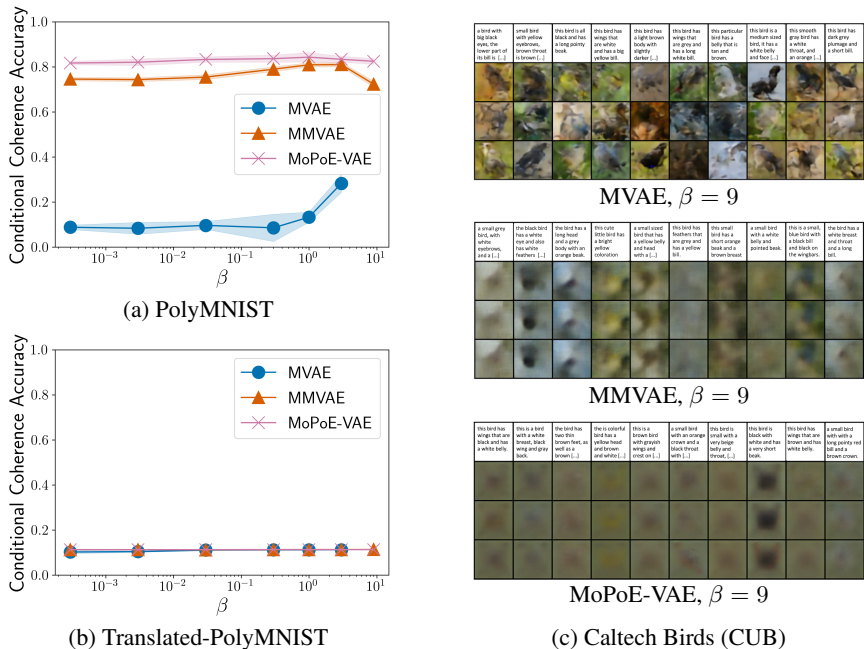 Conditional Coherence Accuracy
1.0
0.8
0.6
0.4
0.2
0.0
MVAE
MMVAE
MoPoE-VAE
10⁻³ 10⁻² 10⁻¹ 10⁰ 10¹
β
(a) PolyMNIST
Conditional Coherence Accuracy
1.0
0.8
0.6
0.4
0.2
0.0
MVAE
MMVAE
MoPoE-VAE
10⁻³ 10⁻² 10⁻¹ 10⁰ 10¹
β
(b) Translated-PolyMNIST
a bird with
big black
eyes, the
lower part of
its bill is [...]
small bird
with yellow
eyebrows,
brown throat
is brown [...]
this bird is all
black and has
a long pointy
beak.
this bird has
wings that
are white
and has a big
yellow bill.
this bird has
a light brown
body with
slightly
darker [...]
this bird has
wings that
are grey and
has a long
white bill.
this particular
bird has a
belly that is
tan and
brown.
this bird is a
medium sized
bird, it has a
white belly
and face [...]
this smooth
gray bird has
a white
throat, and
an orange [...]
this bird has
dark grey
plumage and
a short bill.
MVAE, β = 9
a small grey
bird, with
white
eyebrows,
and a [...]
the black bird
has a white
eye and also
has white
feathers [...]
the bird has a
long head
and a grey
body with an
orange beak.
this cute
little bird has
a bright
yellow
coloration
a small sized
bird that has
a yellow belly
and head
with a [...]
this bird has
feathers that
are grey and
has a yellow
bill.
this small
bird has a
short orange
beak and a
brown breast
a small bird
with a white
belly and
pointed beak.
this is a small,
blue bird with
a black bill
and black on
the wingbars.
the bird has a
white breast
and throat
and a long
bill.
MMVAE, β = 9
this bird has
wings that are
black and has
a white belly.
this is a bird
with a white
breast, black
wing and gray
back.
the bird has
two thin
brown feet, as
well as a
brown [...]
the is colorful
bird has a
yellow head
and brown
and white [...]
this is a
brown bird
with grayish
wings and
crest on [...]
a small bird
with an orange
crown and a
black throat
with [...]
this bird is
small with a
very beige
belly and
throat, [...]
this bird is
black with
white and has
a very short
beak.
this bird has
wings that are
brown and has
white belly.
a small bird
with with a
long pointy red
bill and a
brown crown.
MoPoE-VAE, β = 9
(c) Caltech Birds (CUB)